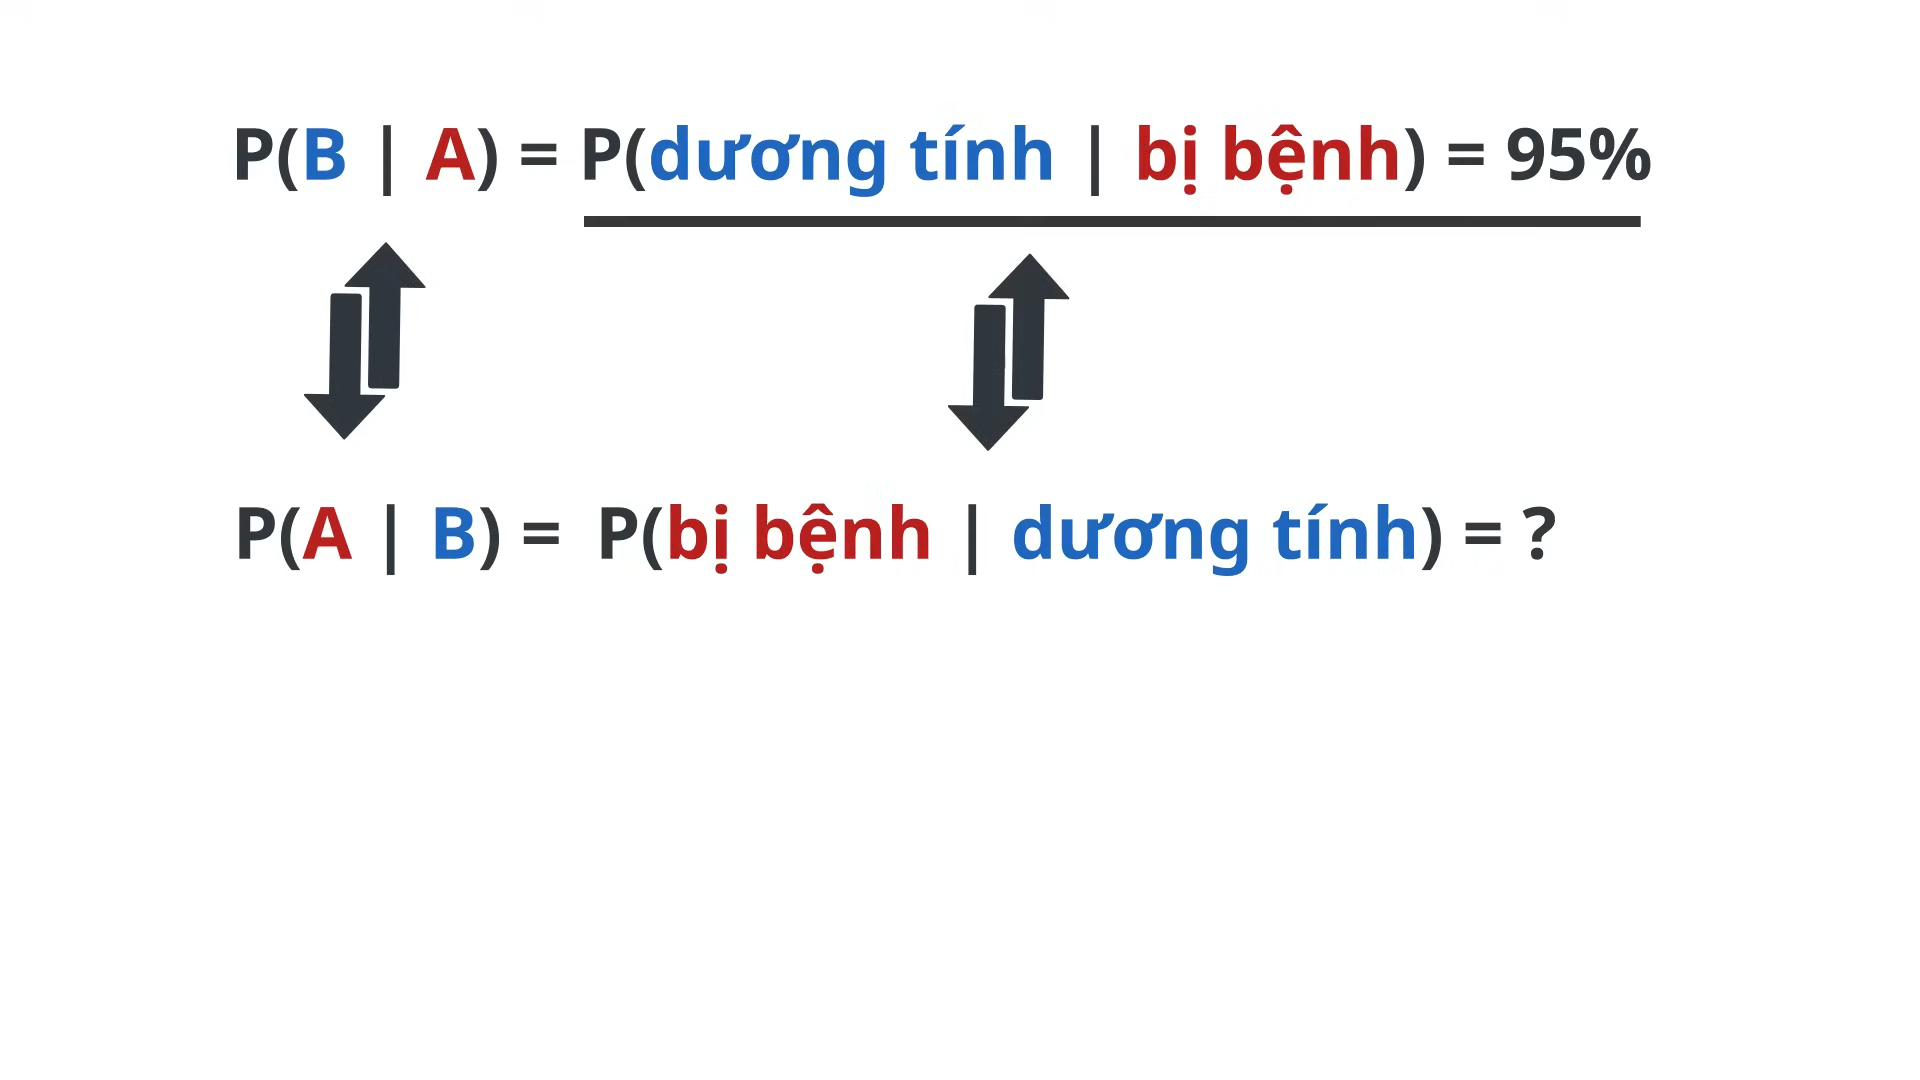 P(B | A) = P(dương tính | bị bệnh) = 95%
P(A | B) = P(bị bệnh | dương tính) = ?